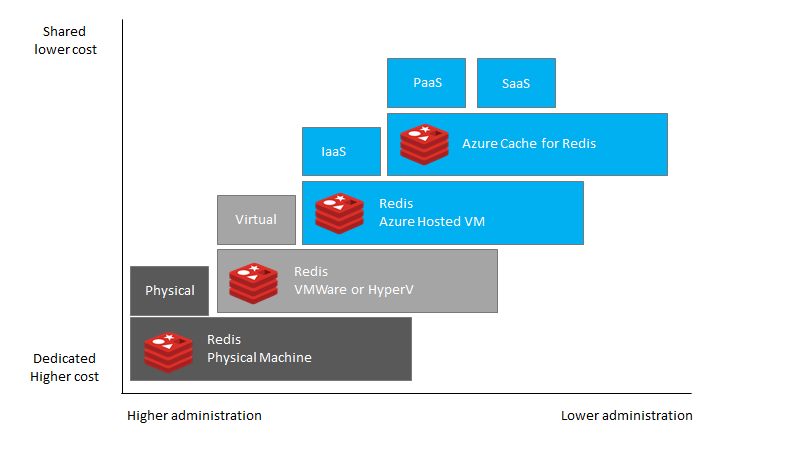 Shared
lower cost
PaaS
SaaS
Azure Cache for Redis
IaaS
Redis
Azure Hosted VM
Virtual
Redis
VMWare or HyperV
Physical
Redis
Physical Machine
Dedicated
Higher cost
Higher administration
Lower administration